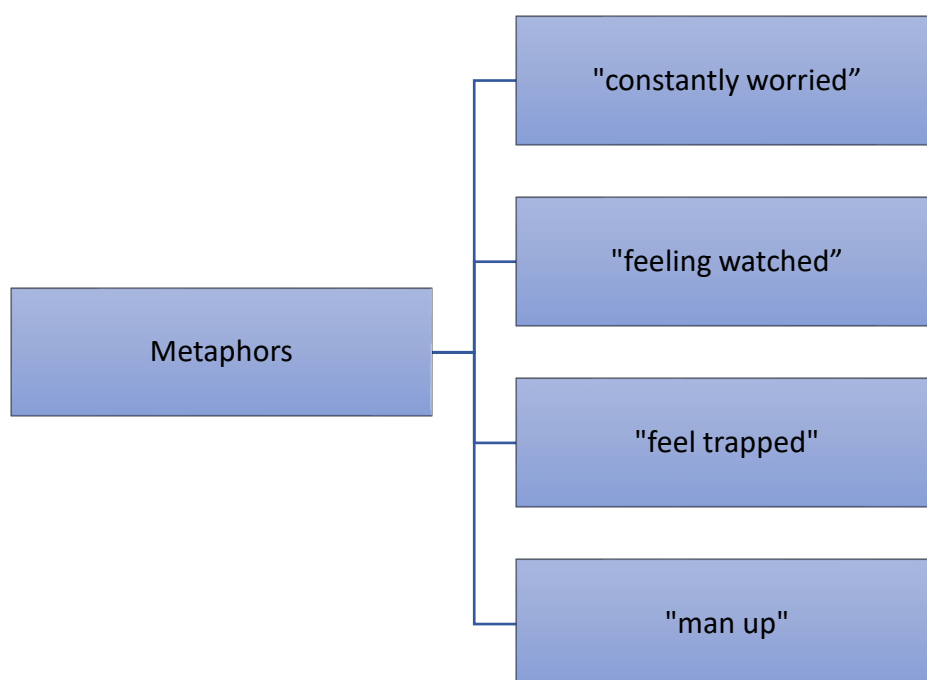 "constantly worried”
"feeling watched”
Metaphors
"feel trapped"
"man up"